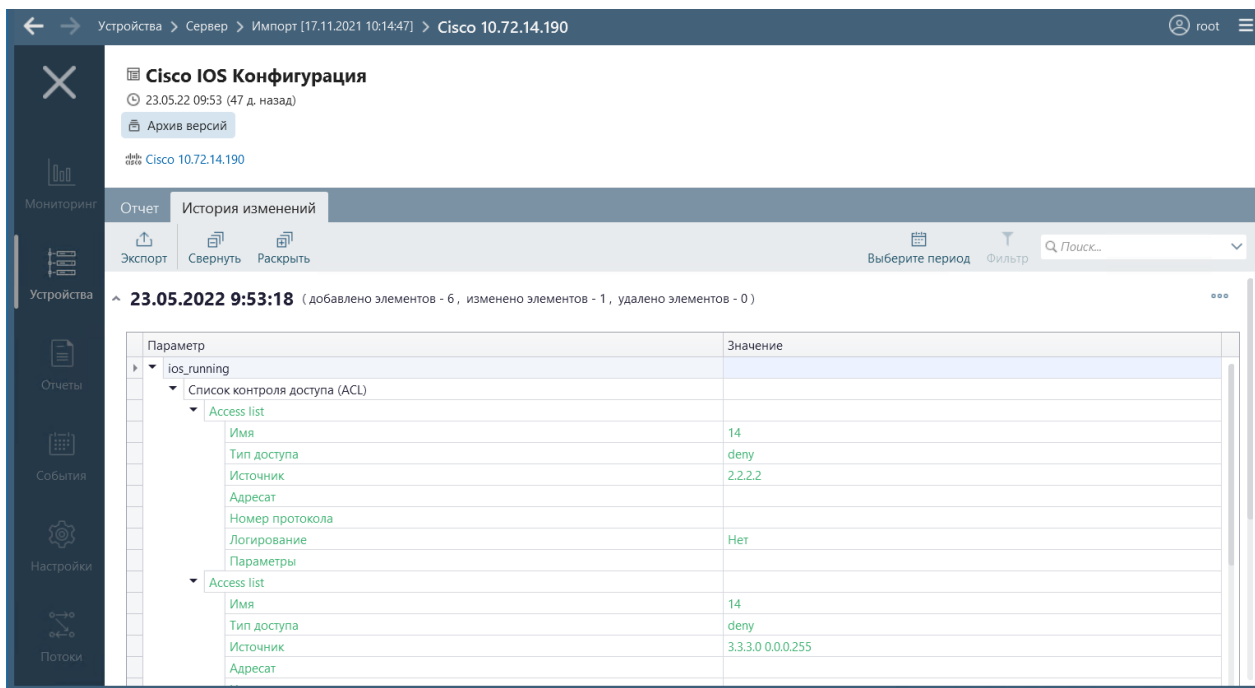 Устройства > Сервер > Импорт [17.11.2021 10:14:47] > Cisco 10.72.14.190 root
Cisco IOS Конфигурация
23.05.22 09:53 (47 д. назад)
Архив версий
Cisco 10.72.14.190
Мониторинг
Устройства
Отчеты
События
Настройки
Потоки
Отчет История изменений
Экспорт Свернуть Раскрыть Выберите период Фильтр Поиск...
23.05.2022 9:53:18 ( добавлено элементов - 6 , изменено элементов - 1 , удалено элементов - 0 )
Параметр Значение
ios_running
Список контроля доступа (ACL)
Access list
Имя 14
Тип доступа deny
Источник 2.2.2.2
Адресат
Номер протокола
Логирование Нет
Параметры
Access list
Имя 14
Тип доступа deny
Источник 3.3.3.0 0.0.0.255
Адресат